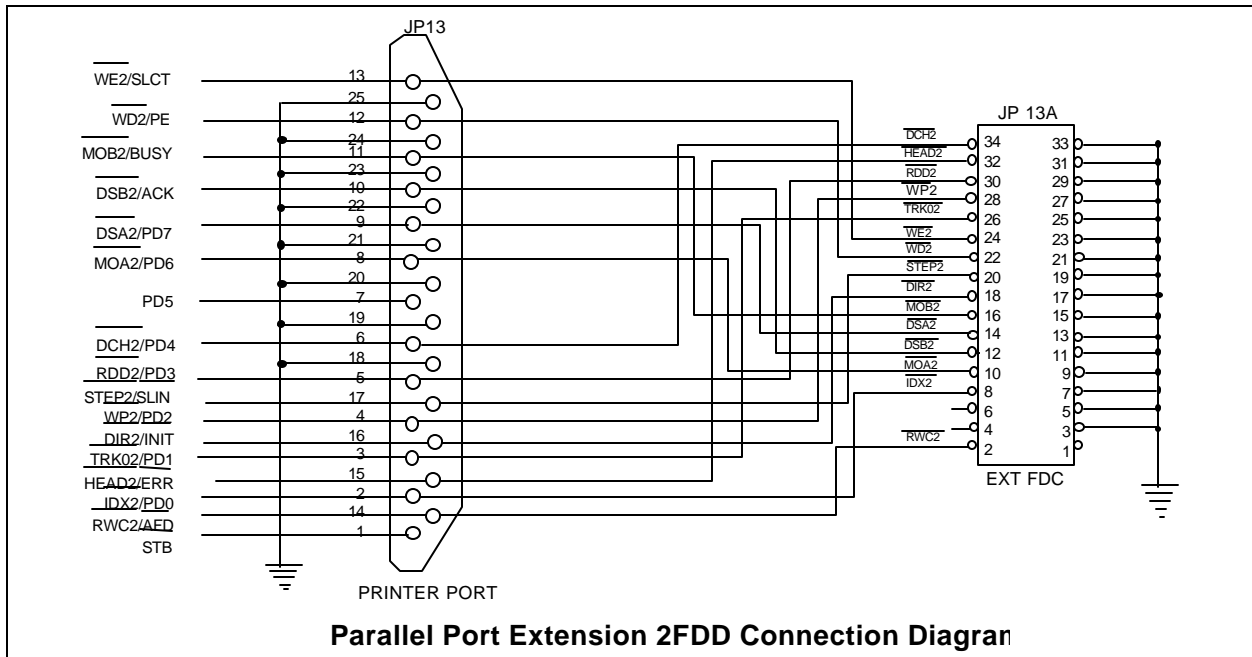 JP13
WE2/SLCT
13
25
WD2/PE
12
24
MOB2/BUSY
11
23
DSB2/ACK
10
22
DSA2/PD7
9
21
MOA2/PD6
8
20
PD5
7
19
DCH2/PD4
6
18
RDD2/PD3
5
STEP2/SLIN
17
WP2/PD2
4
DIR2/INIT
16
TRK02/PD1
3
HEAD2/ERR
15
IDX2/PD0
2
RWC2/AFD
14
STB
1
PRINTER PORT
JP 13A
DCH2 34 33
HEAD2 32 31
RDD2 30 29
WP2 28 27
TRK02 26 25
WE2 24 23
WD2 22 21
STEP2 20 19
DIR2 18 17
MOB2 16 15
DSA2 14 13
DSB2 12 11
MOA2 10 9
IDX2 8 7
6 5
4 3
RWC2 2 1
EXT FDC
Parallel Port Extension 2FDD Connection Diagran